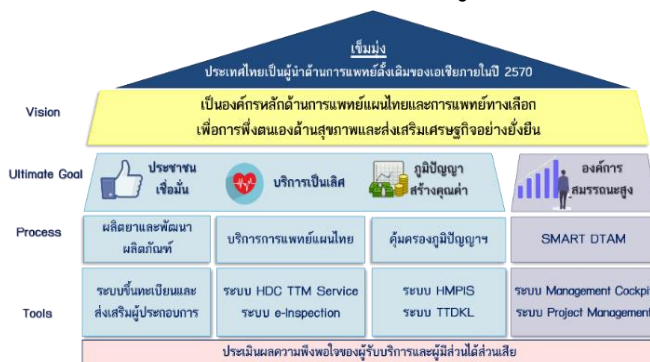 เข็มมุ่ง
ประเทศไทยเป็นผู้นำด้านการแพทย์ดั้งเดิมของเอเชียภายในปี 2570
Vision
เป็นองค์กรหลักด้านการแพทย์แผนไทยและการแพทย์ทางเลือก
เพื่อการพึ่งตนเองด้านสุขภาพและส่งเสริมเศรษฐกิจอย่างยั่งยืน
Ultimate Goal
ประชาชน
เชื่อมั่น
บริการเป็นเลิศ
ภูมิปัญญา
สร้างคุณค่า
องค์การ
สมรรถนะสูง
Process
ผลิตยาและพัฒนา
ผลิตภัณฑ์
บริการการแพทย์แผนไทย
คุ้มครองภูมิปัญญาฯ
SMART DTAM
Tools
ระบบขึ้นทะเบียนและ
ส่งเสริมผู้ประกอบการ
ระบบ HDC TTM Service
ระบบ e-Inspection
ระบบ HMPIS
ระบบ TTDKL
ระบบ Management Cockpi
ระบบ Project Management
ประเมินผลความพึงพอใจของผู้รับบริการและผู้มีส่วนได้ส่วนเสีย